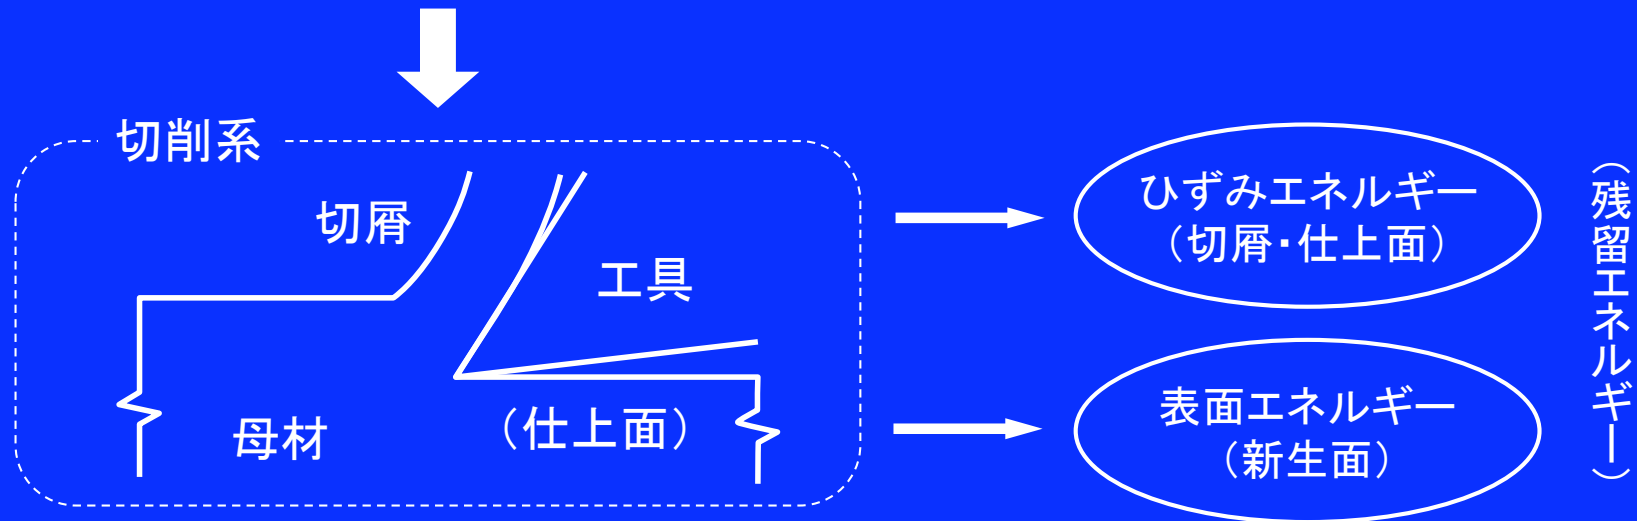 切削系
切屑
工具
母材
（仕上面）
ひずみエネルギー
（切屑・仕上面）
表面エネルギー
（新生面）
（残留エネルギー）